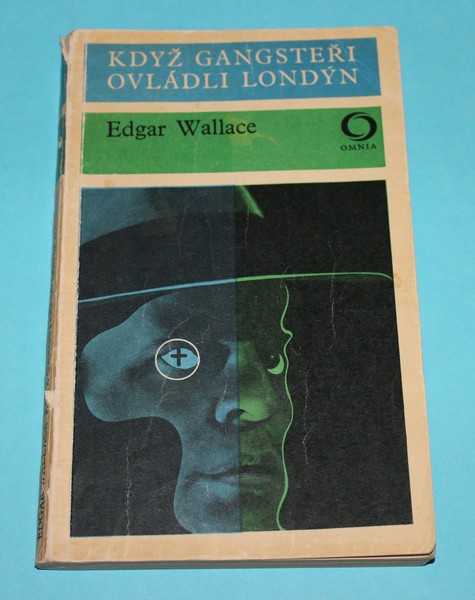 KDYŽ GANGSTEŘI
OVLÁDLI LONDÝN
Edgar Wallace
OMNIA